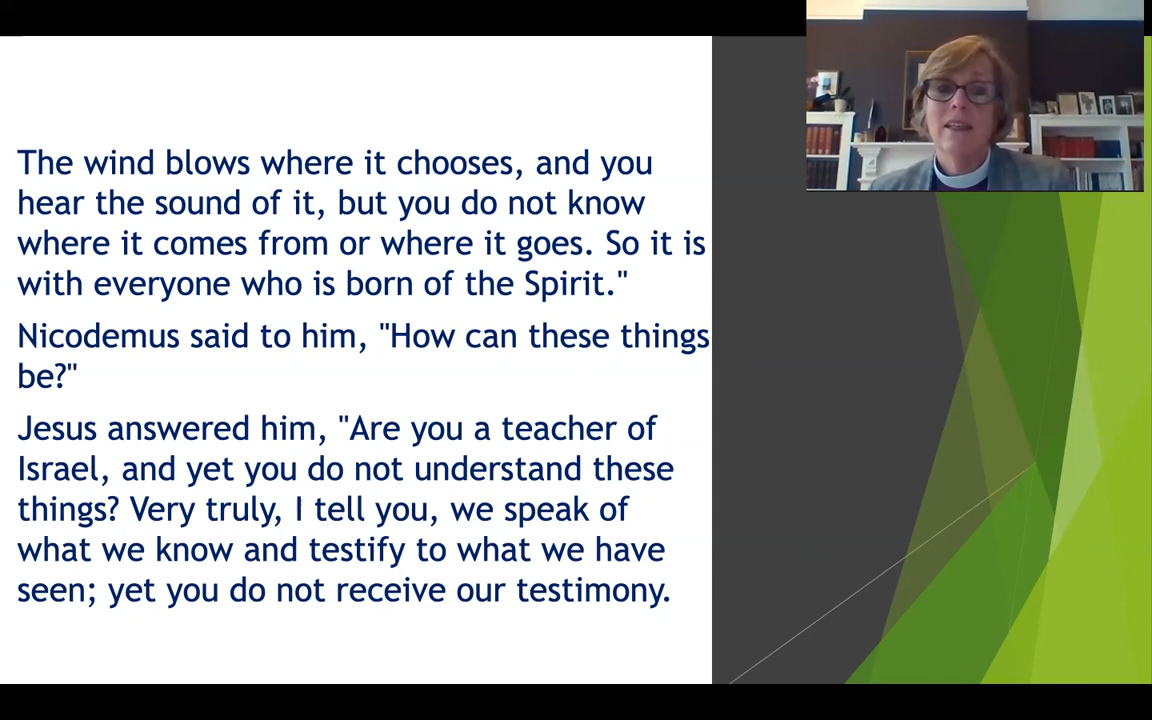 The wind blows where it chooses, and you
hear the sound of it, but you do not know
where it comes from or where it goes. So it is
with everyone who is born of the Spirit."
Nicodemus said to him, "How can these things
be?"
Jesus answered him, "Are you a teacher of
Israel, and yet you do not understand these
things? Very truly, I tell you, we speak of
what we know and testify to what we have
seen; yet you do not receive our testimony.